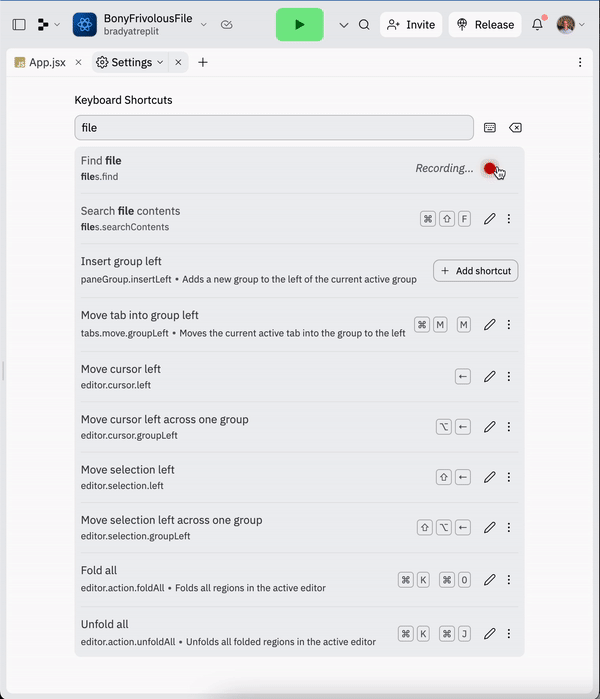 BonyFrivolousFile
bradyatreplit
Invite
Release
JS App.jsx
Settings
Keyboard Shortcuts
file
Find file
files.find
Recording...
Search file contents
files.searchContents
⌘ ⇧ F
Insert group left
paneGroup.insertLeft • Adds a new group to the left of the current active group
Add shortcut
Move tab into group left
tabs.move.groupLeft • Moves the current active tab into the group to the left
⌘ M M
Move cursor left
editor.cursor.left
←
Move cursor left across one group
editor.cursor.groupLeft
⌥ ←
Move selection left
editor.selection.left
⇧ ←
Move selection left across one group
editor.selection.groupLeft
⇧ ⌥ ←
Fold all
editor.action.foldAll • Folds all regions in the active editor
⌘ K ⌘ 0
Unfold all
editor.action.unfoldAll • Unfolds all folded regions in the active editor
⌘ K ⌘ J